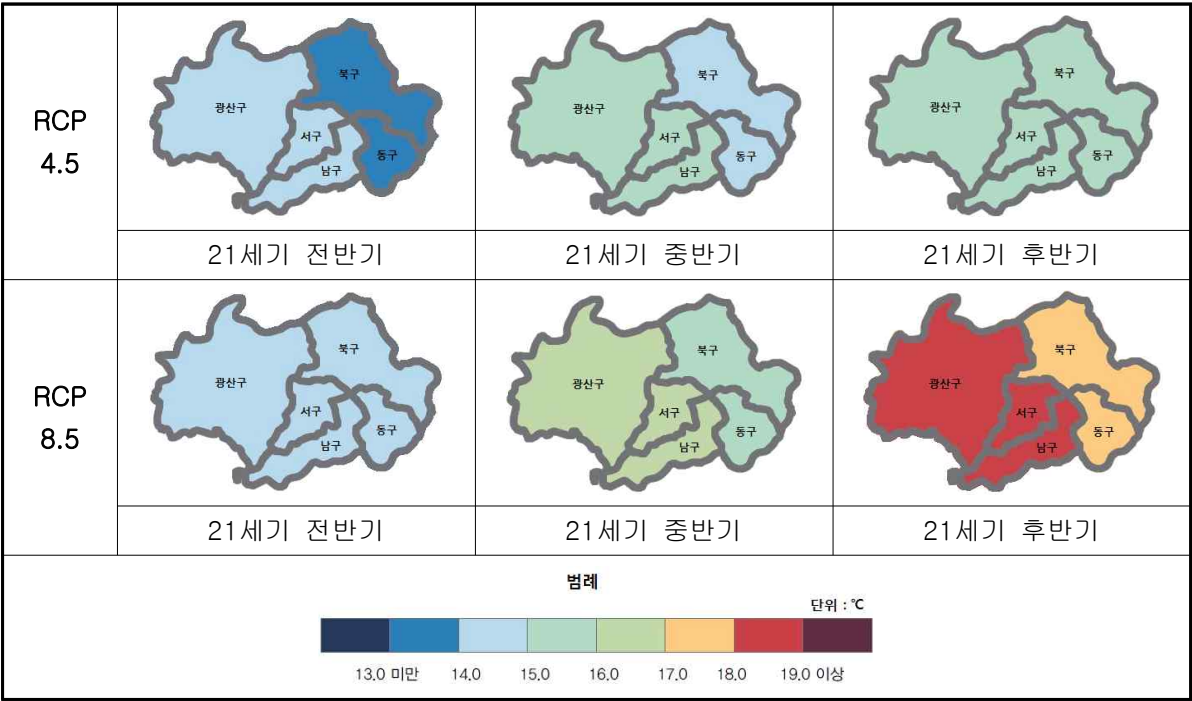 RCP
4.5
북구
광산구
서구
동구
남구
북구
광산구
서구
동구
남구
북구
광산구
서구
동구
남구
21세기 전반기
21세기 중반기
21세기 후반기
RCP
8.5
북구
광산구
서구
동구
남구
북구
광산구
서구
동구
남구
북구
광산구
서구
동구
남구
21세기 전반기
21세기 중반기
21세기 후반기
범례
단위 : ℃
13.0 미만 14.0 15.0 16.0 17.0 18.0 19.0 이상